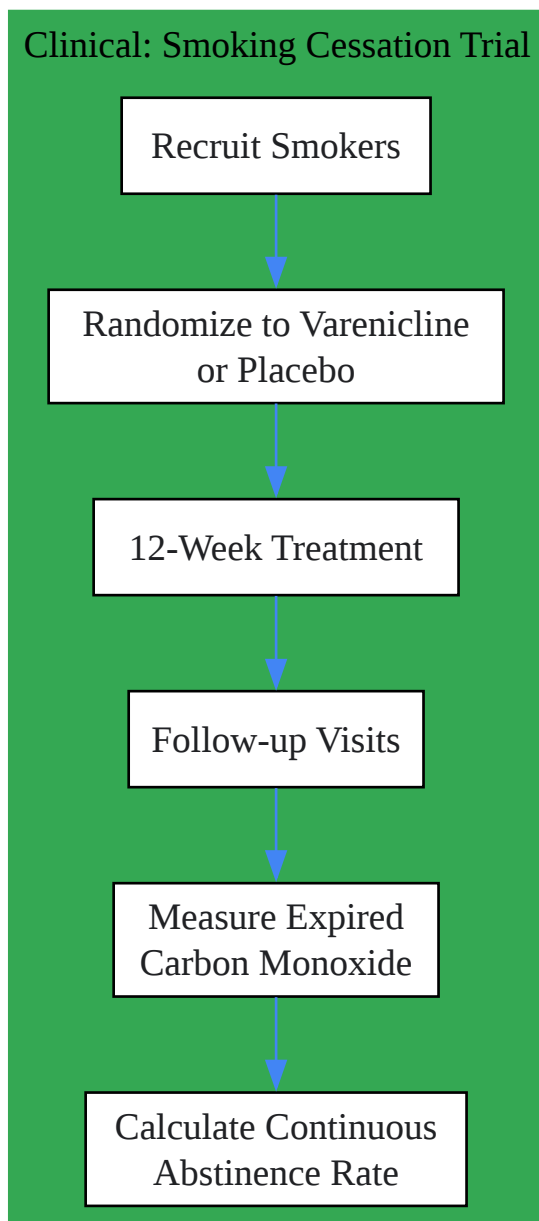 Clinical: Smoking Cessation Trial
Recruit Smokers
Randomize to Varenicline
or Placebo
12-Week Treatment
Follow-up Visits
Measure Expired
Carbon Monoxide
Calculate Continuous
Abstinence Rate